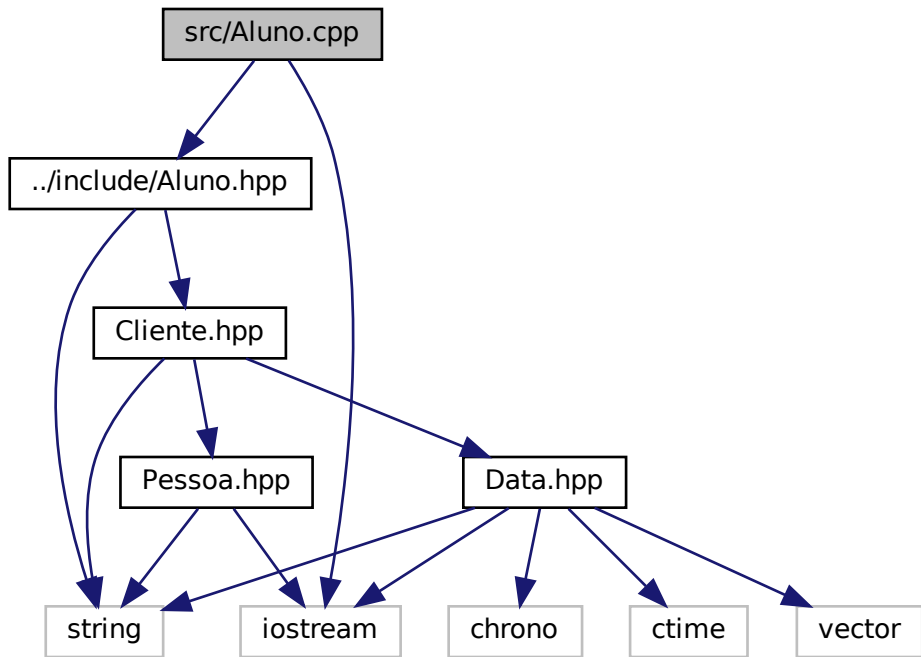 src/Aluno.cpp
../include/Aluno.hpp
Cliente.hpp
Pessoa.hpp
Data.hpp
string
iostream
chrono
ctime
vector